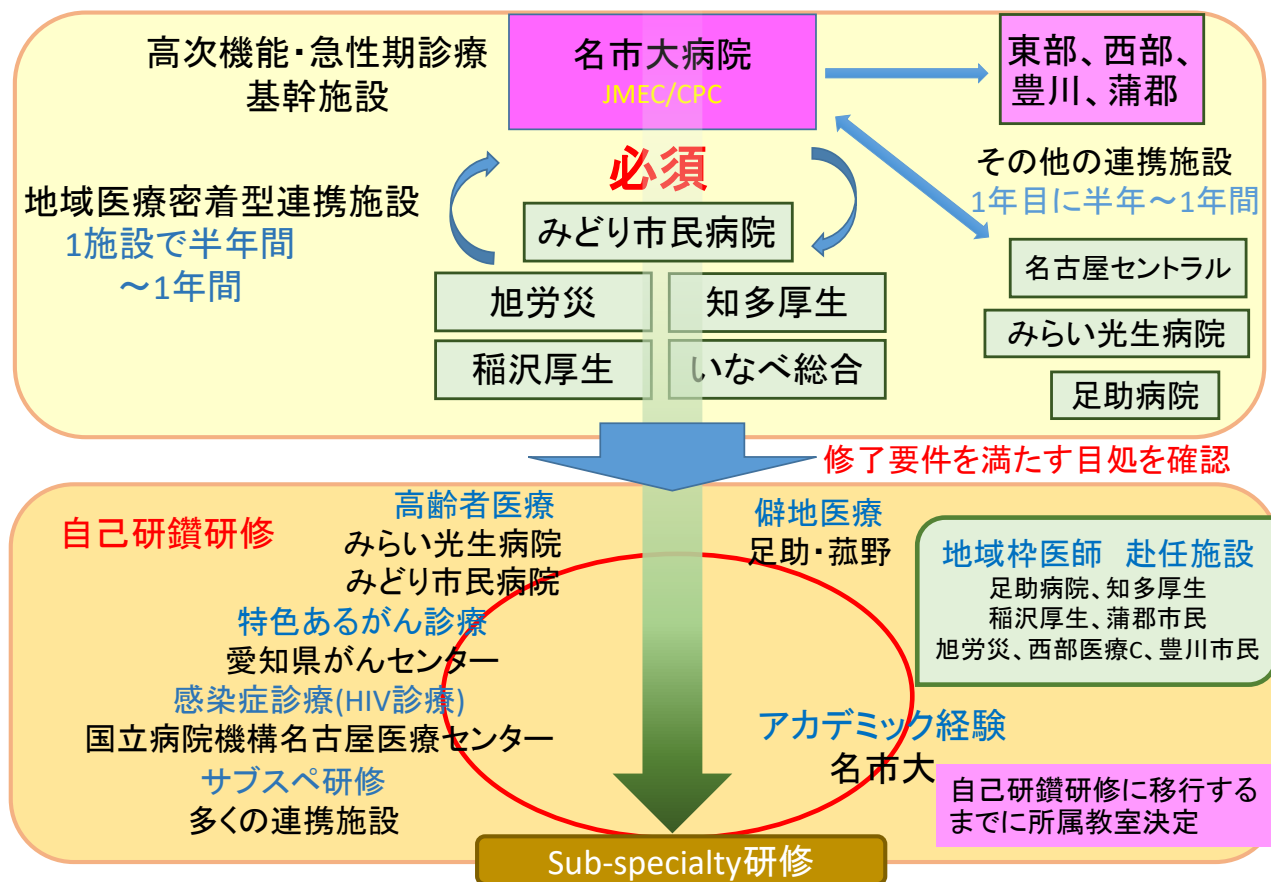 高次機能・急性期診療
基幹施設
名市大病院
JMEC/CPC
東部、西部、
豊川、蒲郡
必須
地域医療密着型連携施設
1施設で半年間
～1年間
みどり市民病院
旭労災
知多厚生
稲沢厚生
いなべ総合
その他の連携施設
1年目に半年～1年間
名古屋セントラル
みらい光生病院
足助病院
修了要件を満たす目処を確認
自己研鑽研修
高齢者医療
みらい光生病院
みどり市民病院
僻地医療
足助・菰野
特色あるがん診療
愛知県がんセンター
感染症診療(HIV診療)
国立病院機構名古屋医療センター
サブスペ研修
多くの連携施設
地域枠医師　赴任施設
足助病院、知多厚生
稲沢厚生、蒲郡市民
旭労災、西部医療C、豊川市民
アカデミック経験
名市大
自己研鑽研修に移行する
までに所属教室決定
Sub-specialty研修